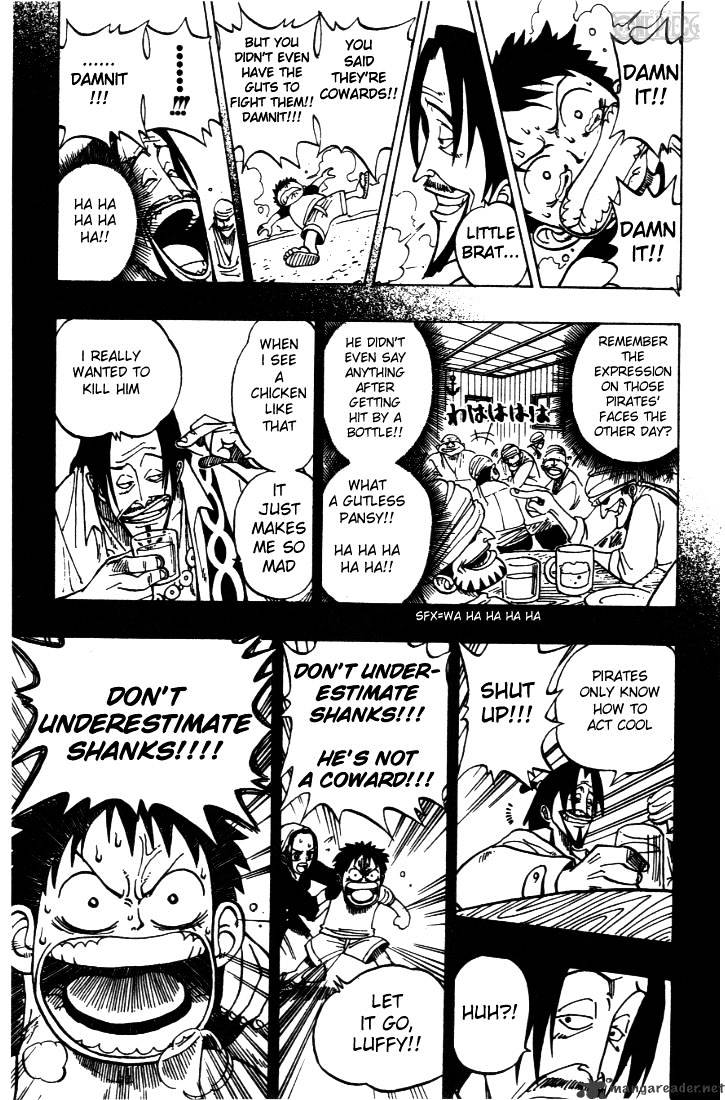 ONE PIECE
DAMN
IT!!
DAMN
IT!!
LITTLE
BRAT...
YOU
SAID
THEY'RE
COWARDS!!
BUT YOU
DIDN'T EVEN
HAVE THE
GUTS TO
FIGHT THEM!!
DAMNIT!!!
......!!!
......
DAMNIT
!!!
HA HA
HA HA
HA!!
REMEMBER
THE
EXPRESSION
ON THOSE
PIRATES'
FACES THE
OTHER DAY?
わはははは
HE DIDN'T
EVEN SAY
ANYTHING
AFTER
GETTING
HIT BY A
BOTTLE!!
WHAT
A GUTLESS
PANSY!!
HA HA HA
HA HA!!
SFX=WA HA HA HA HA
WHEN
I SEE
A
CHICKEN
LIKE
THAT
IT
JUST
MAKES
ME SO
MAD
I REALLY
WANTED TO
KILL HIM
PIRATES
ONLY KNOW
HOW TO
ACT COOL
SHUT
UP!!!
HUH?!
DON'T UNDER-
ESTIMATE
SHANKS!!!
HE'S NOT
A COWARD!!!
LET
IT GO,
LUFFY!!
DON'T
UNDERESTIMATE
SHANKS!!!!
mangareader.net